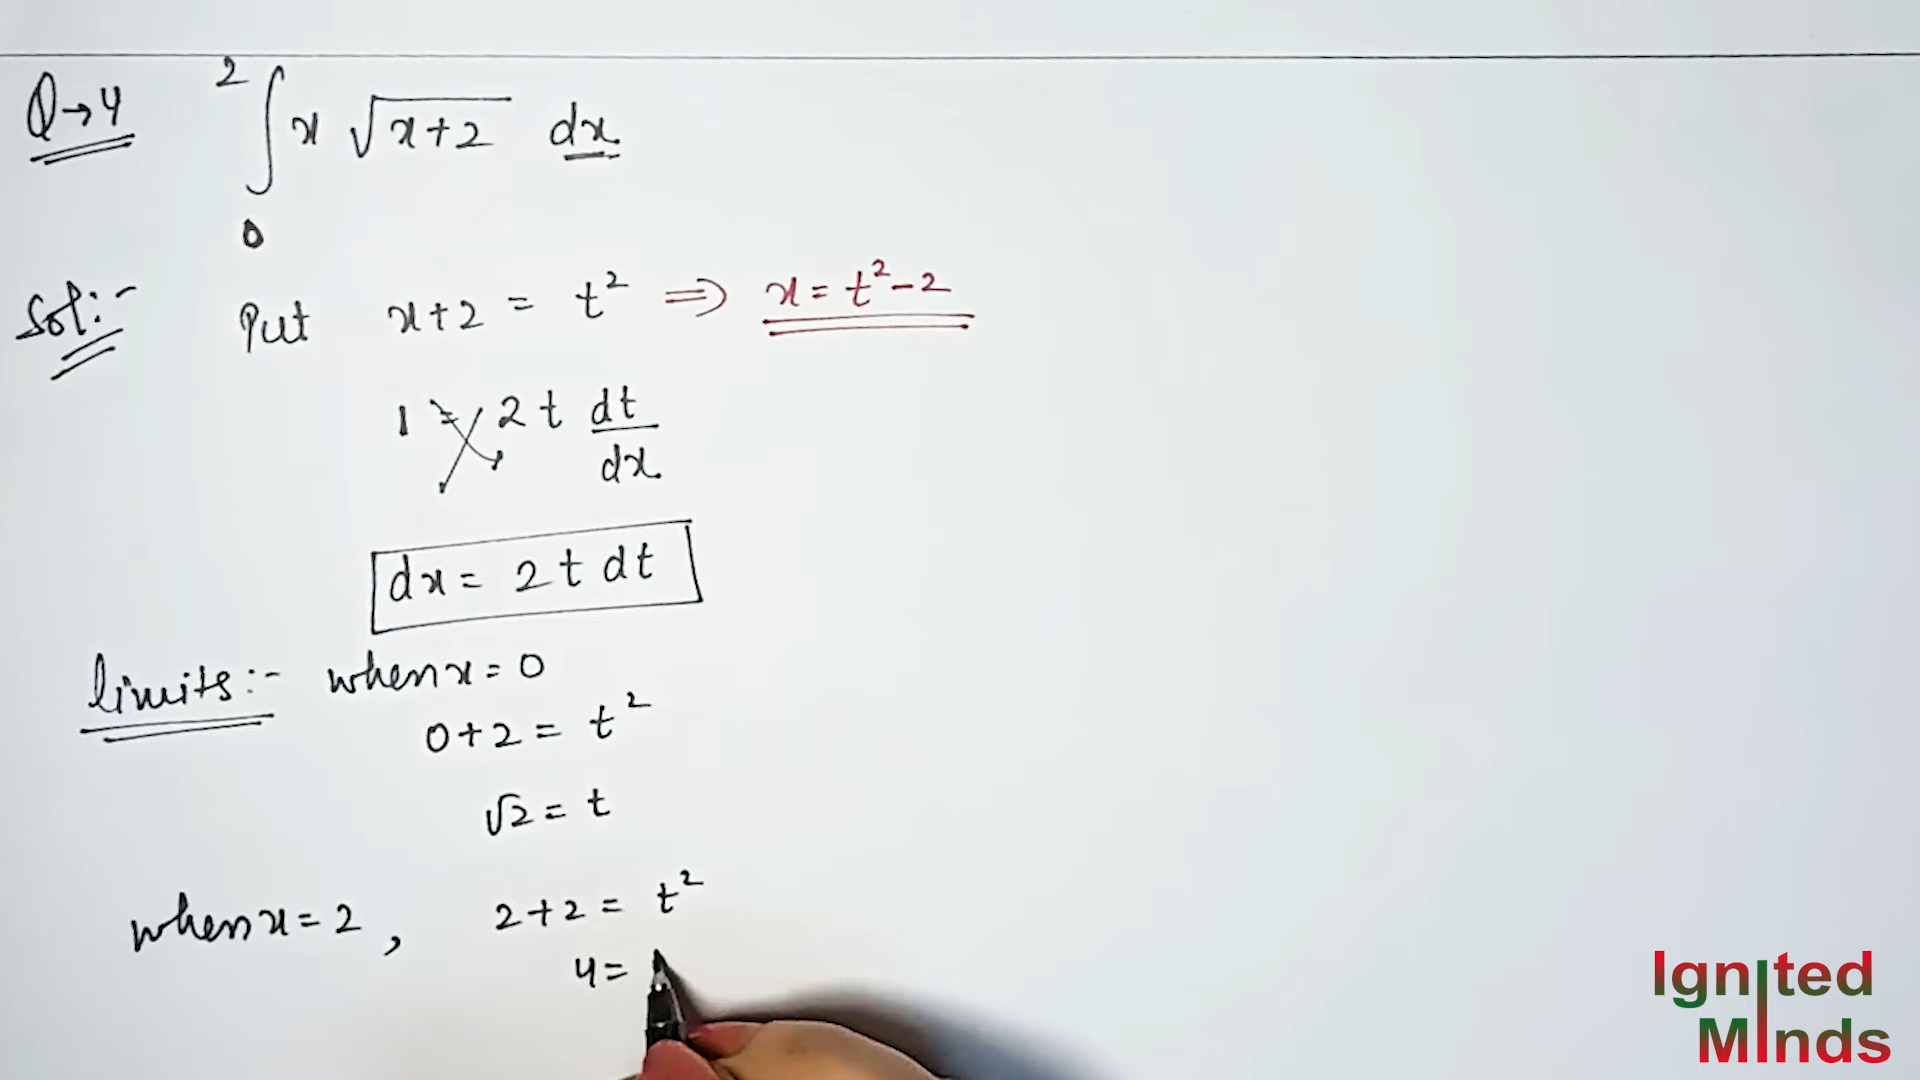 Q→4 ∫₀² x √(x+2) dx
Sol:- Put x+2 = t² ⇒ x = t²-2
1 = 2t dt/dx
dx = 2t dt
limits:- when x = 0
0+2 = t²
√2 = t
when x = 2, 2+2 = t²
4=
Ignited
Minds